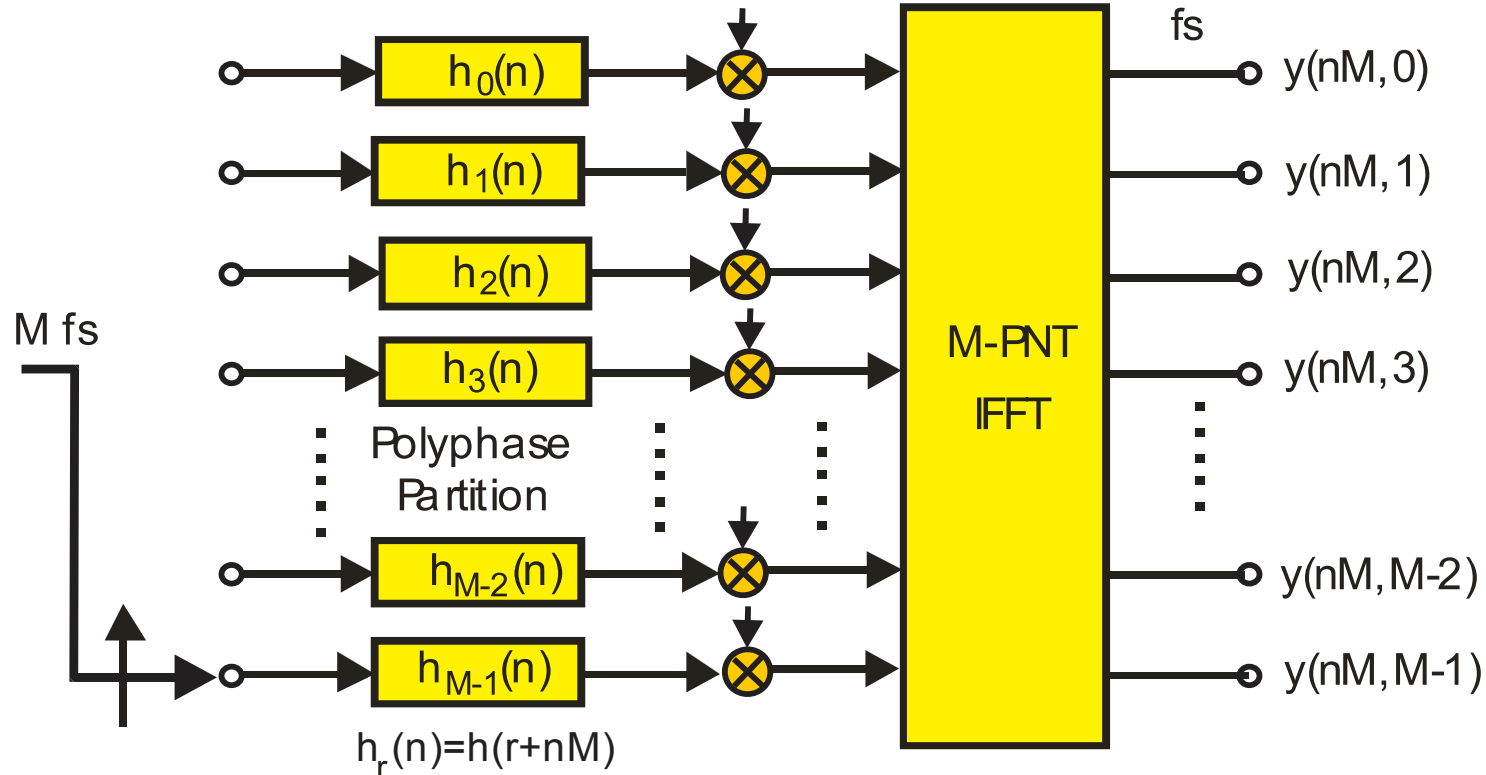 fs
h0(n)
y(nM,0)
h1(n)
y(nM,1)
h2(n)
y(nM,2)
M fs
h3(n)
M-PNT
IFFT
y(nM,3)
Polyphase
Partition
hM-2(n)
y(nM,M-2)
hM-1(n)
y(nM,M-1)
hr(n)=h(r+nM)